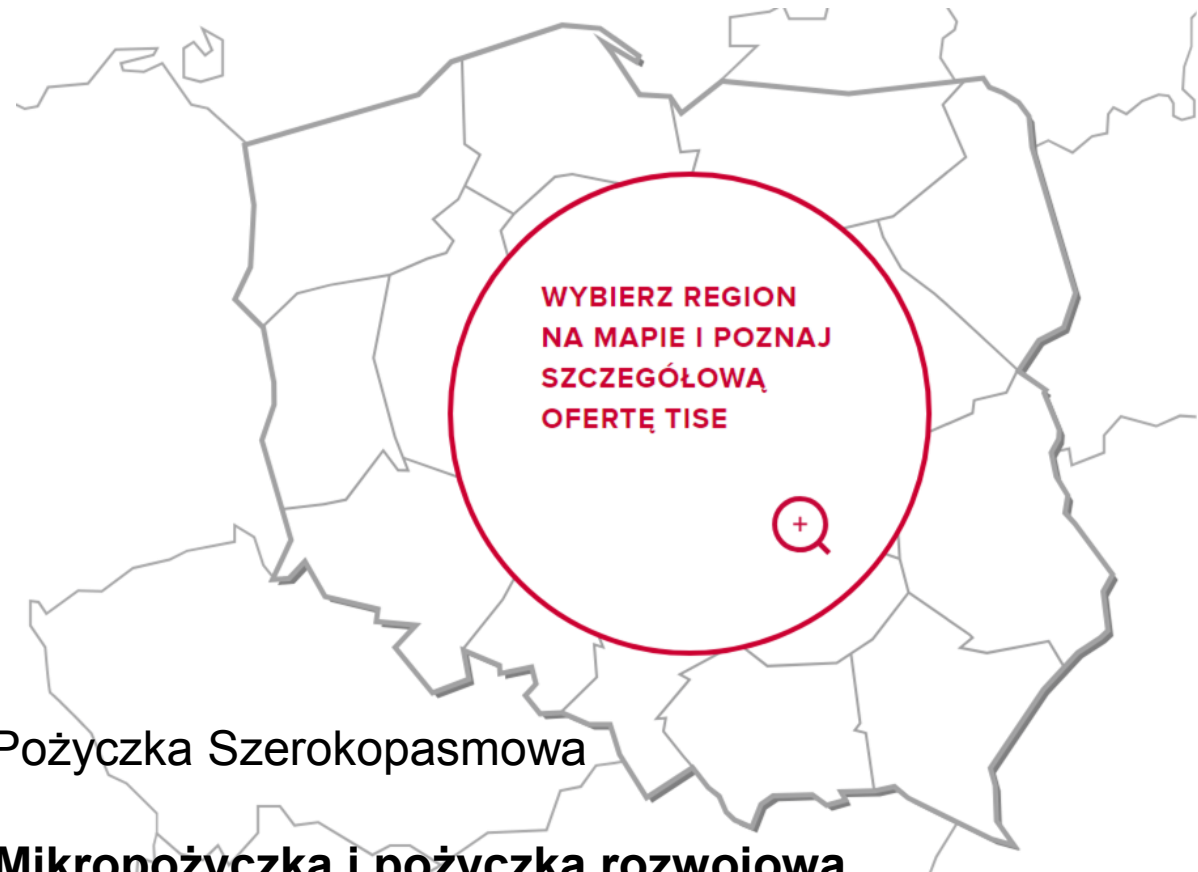 WYBIERZ REGION
NA MAPIE I POZNAJ
SZCZEGÓŁOWĄ
OFERTĘ TISE
+
Pożyczka Szerokopasmowa
Mikropożyczka i pożyczka rozwojowa